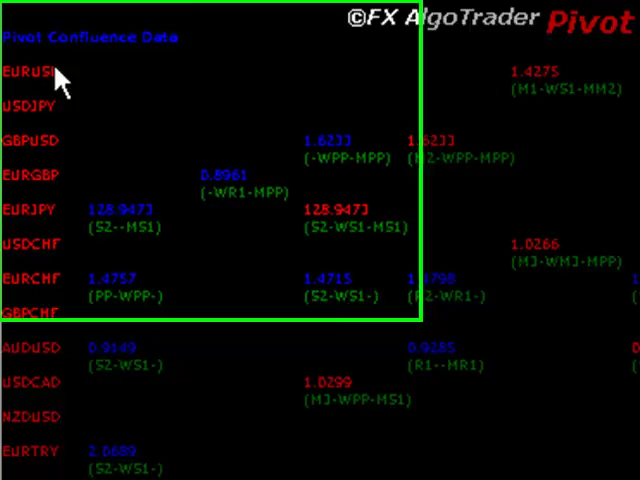 ©FX AlgoTrader Pivot
Pivot Confluence Data
EURUSD 1.4275
(M1-WS1-MM2)
USDJPY
GBPUSD 1.6233 1.6233
(-WPP-MPP) (M2-WPP-MPP)
EURGBP 0.8961
(-WR1-MPP)
EURJPY 128.9473 128.9473
(S2--MS1) (S2-WS1-MS1)
USDCHF 1.0266
(M3-WM3-MPP)
EURCHF 1.4757 1.4715 1.4798
(PP-WPP-) (S2-WS1-) (R2-WR1-)
GBPCHF
AUDUSD 0.9149 0.9285
(S2-WS1-) (R1--MR1)
USDCAD 1.0299
(M3-WPP-MS1)
NZDUSD
EURTRY 2.0689
(S2-WS1-)